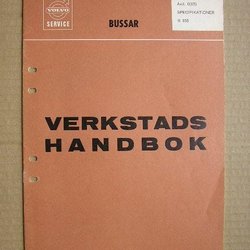 VOLVO
SERVICE
BUSSAR
SPECIFIKATIONER
VERKSTADS
HANDBOK